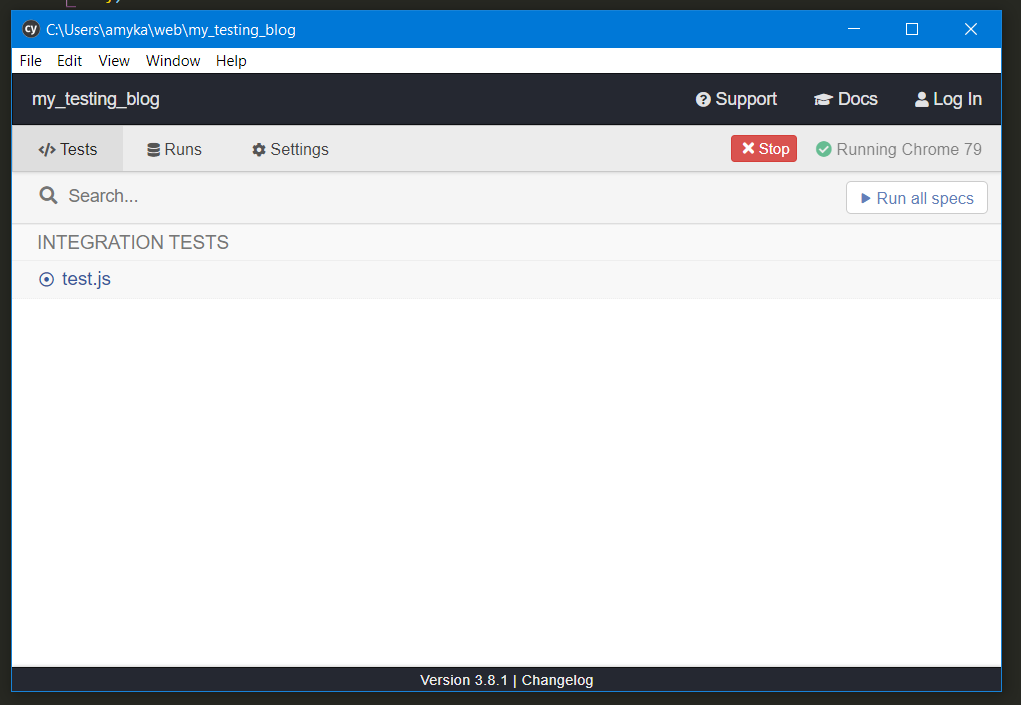 cy C:\Users\amyka\web\my_testing_blog
File Edit View Window Help
my_testing_blog Support Docs Log In
Tests Runs Settings Stop Running Chrome 79
Search... Run all specs
INTEGRATION TESTS
test.js
Version 3.8.1 | Changelog